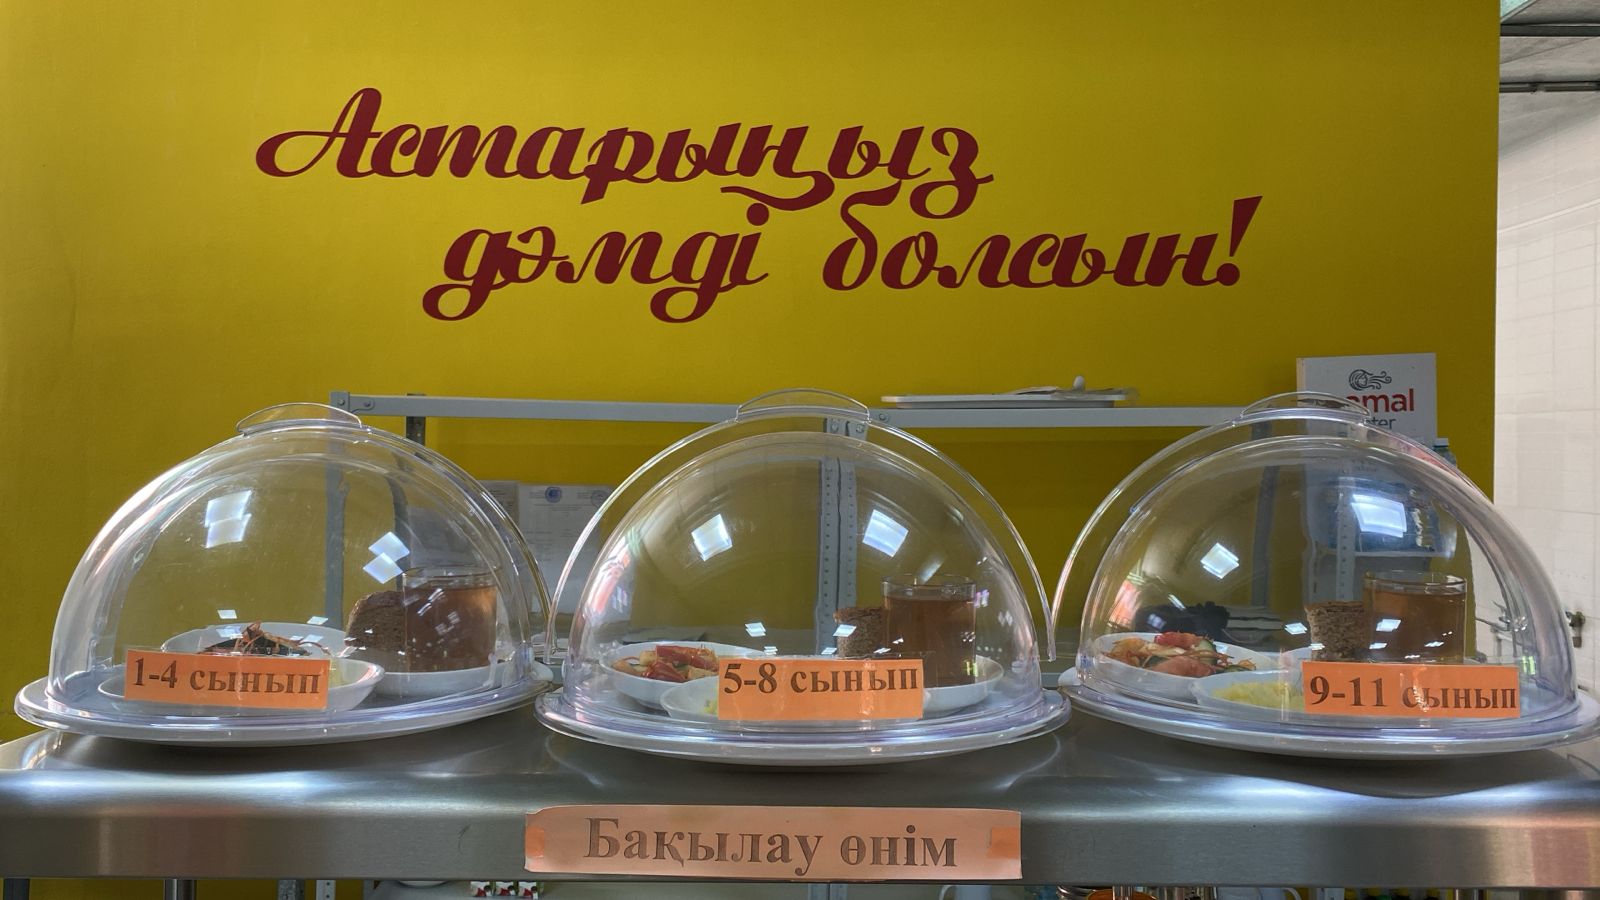 Астарыңыз
дәмді болсын!
1-4 сынып
5-8 сынып
9-11 сынып
Бақылау өнім